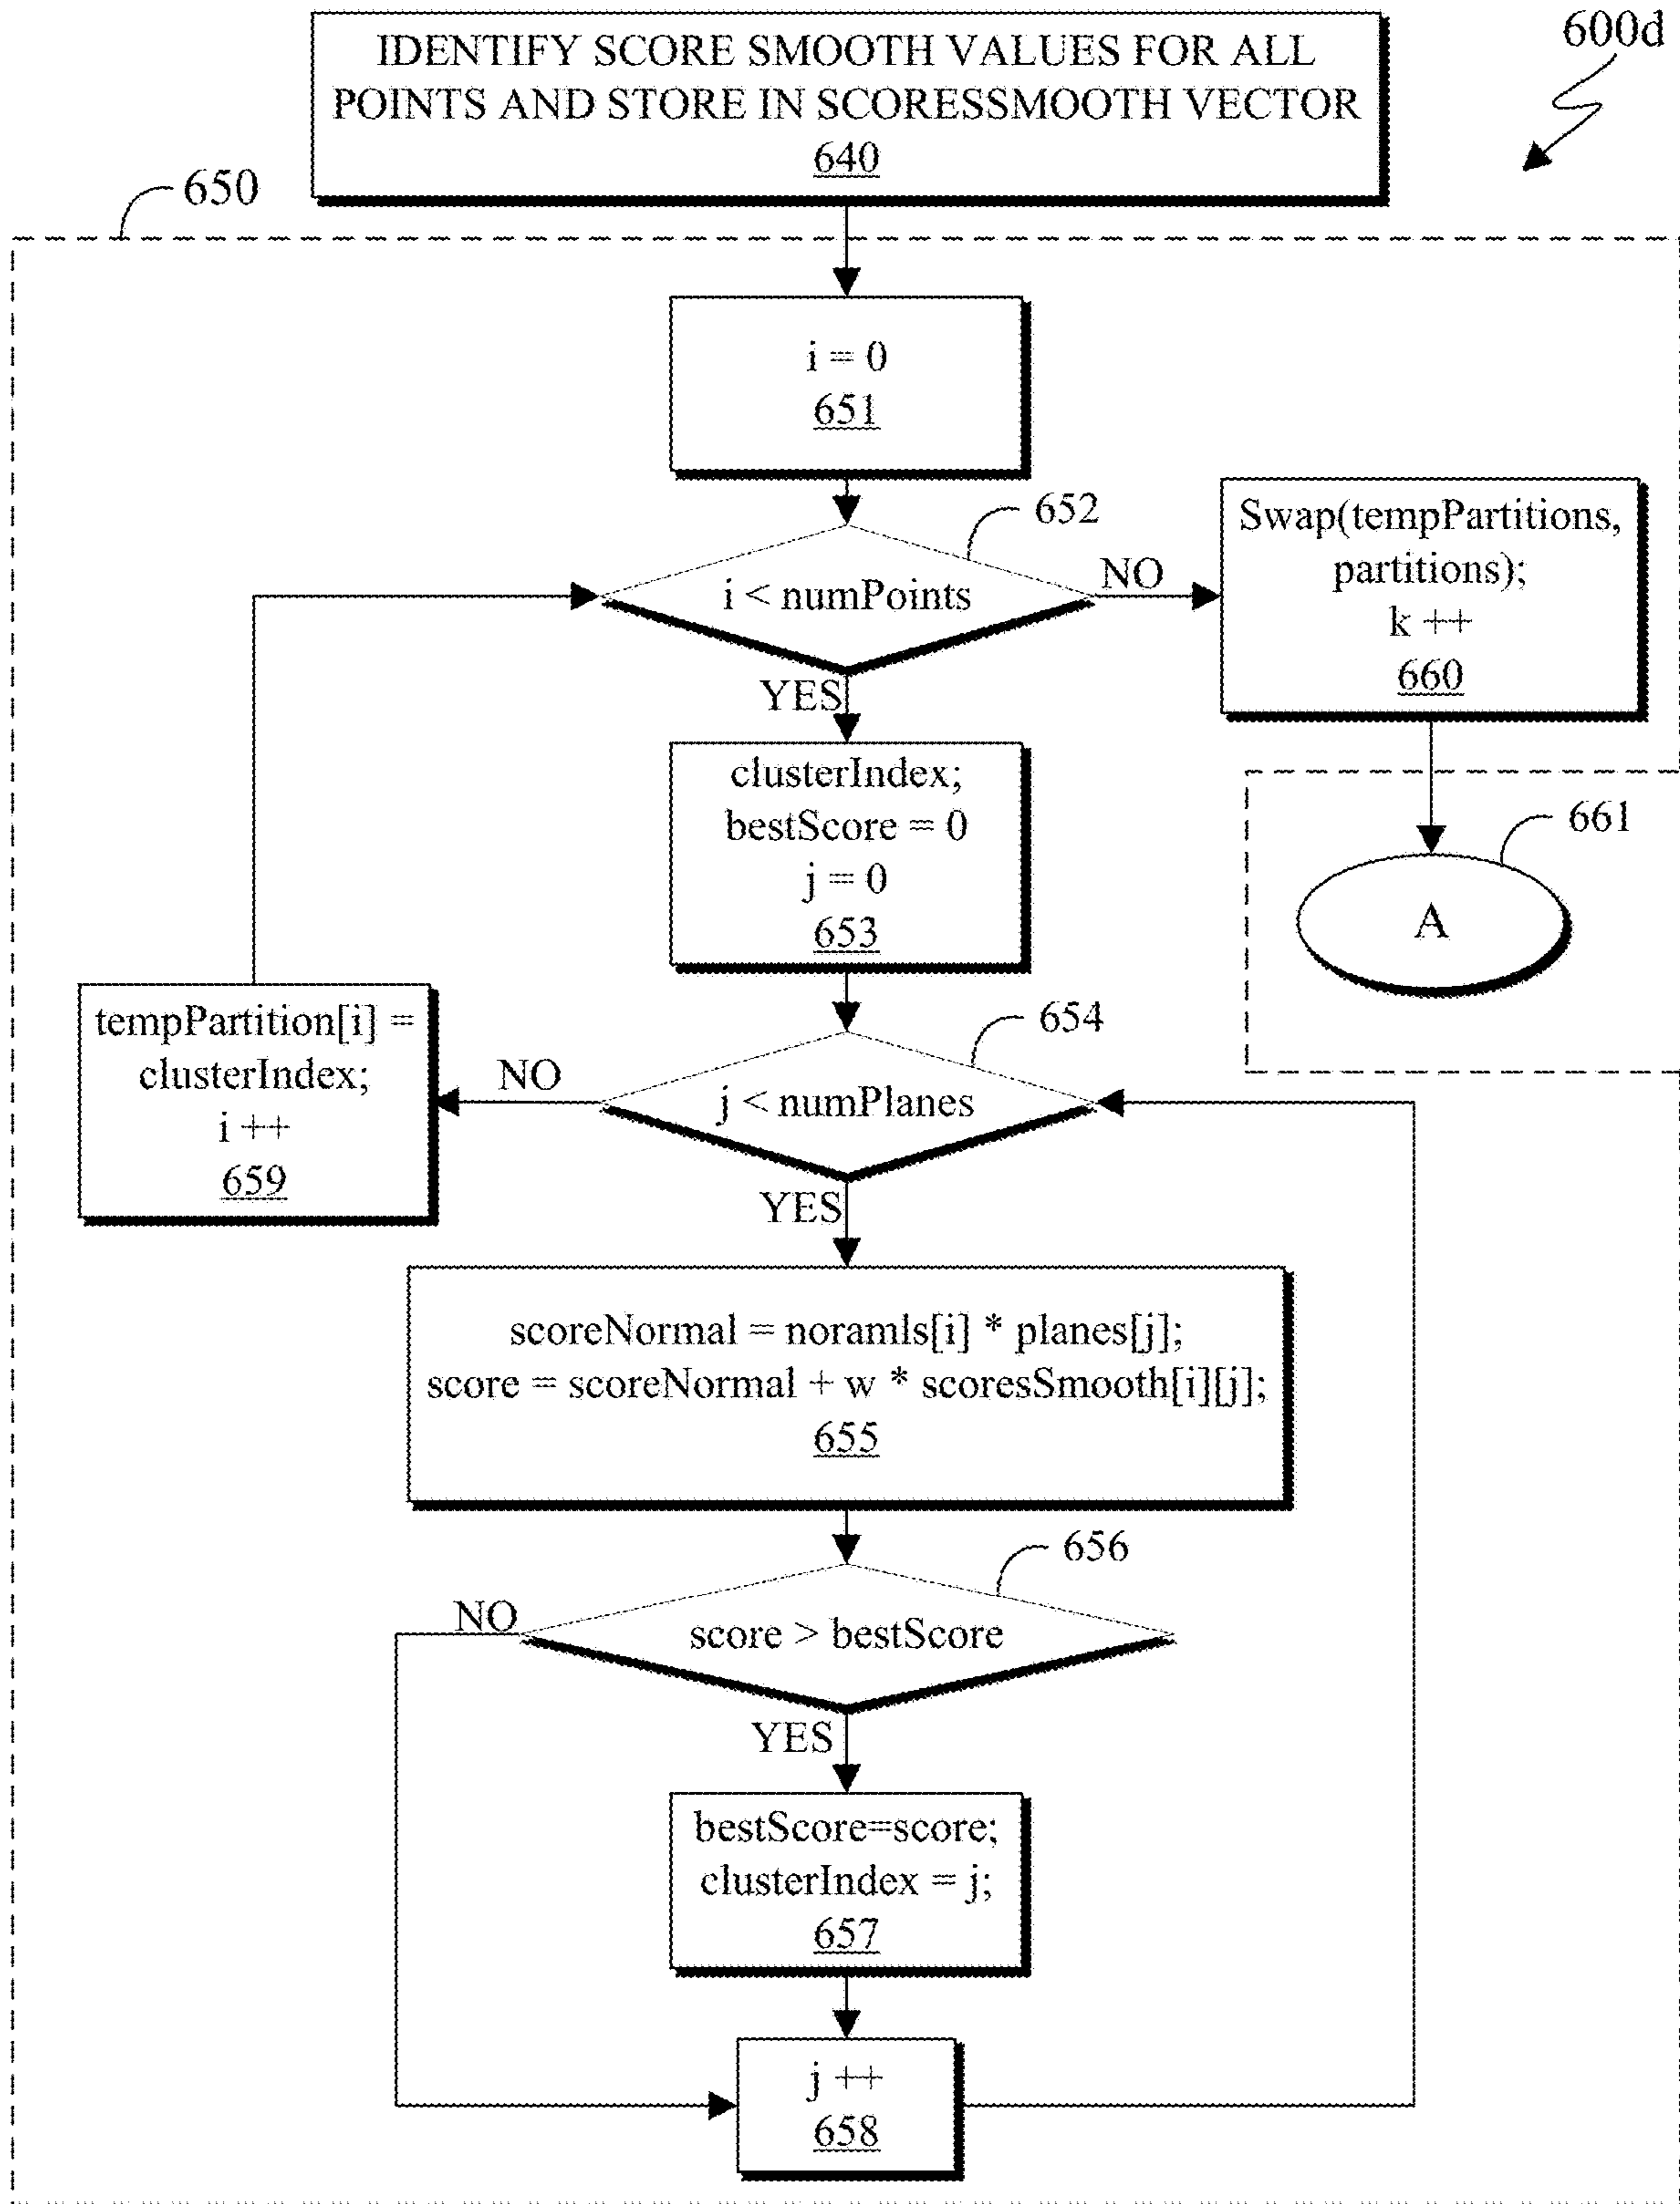 600d
IDENTIFY SCORE SMOOTH VALUES FOR ALL
POINTS AND STORE IN SCORESSMOOTH VECTOR
640
650
i = 0
651
652
i < numPoints
NO
YES
Swap(tempPartitions,
partitions);
k ++
660
661
A
clusterIndex;
bestScore = 0
j = 0
653
654
j < numPlanes
NO
YES
tempPartition[i] =
clusterIndex;
i ++
659
scoreNormal = noramls[i] * planes[j];
score = scoreNormal + w * scoresSmooth[i][j];
655
656
score > bestScore
NO
YES
bestScore=score;
clusterIndex = j;
657
j ++
658